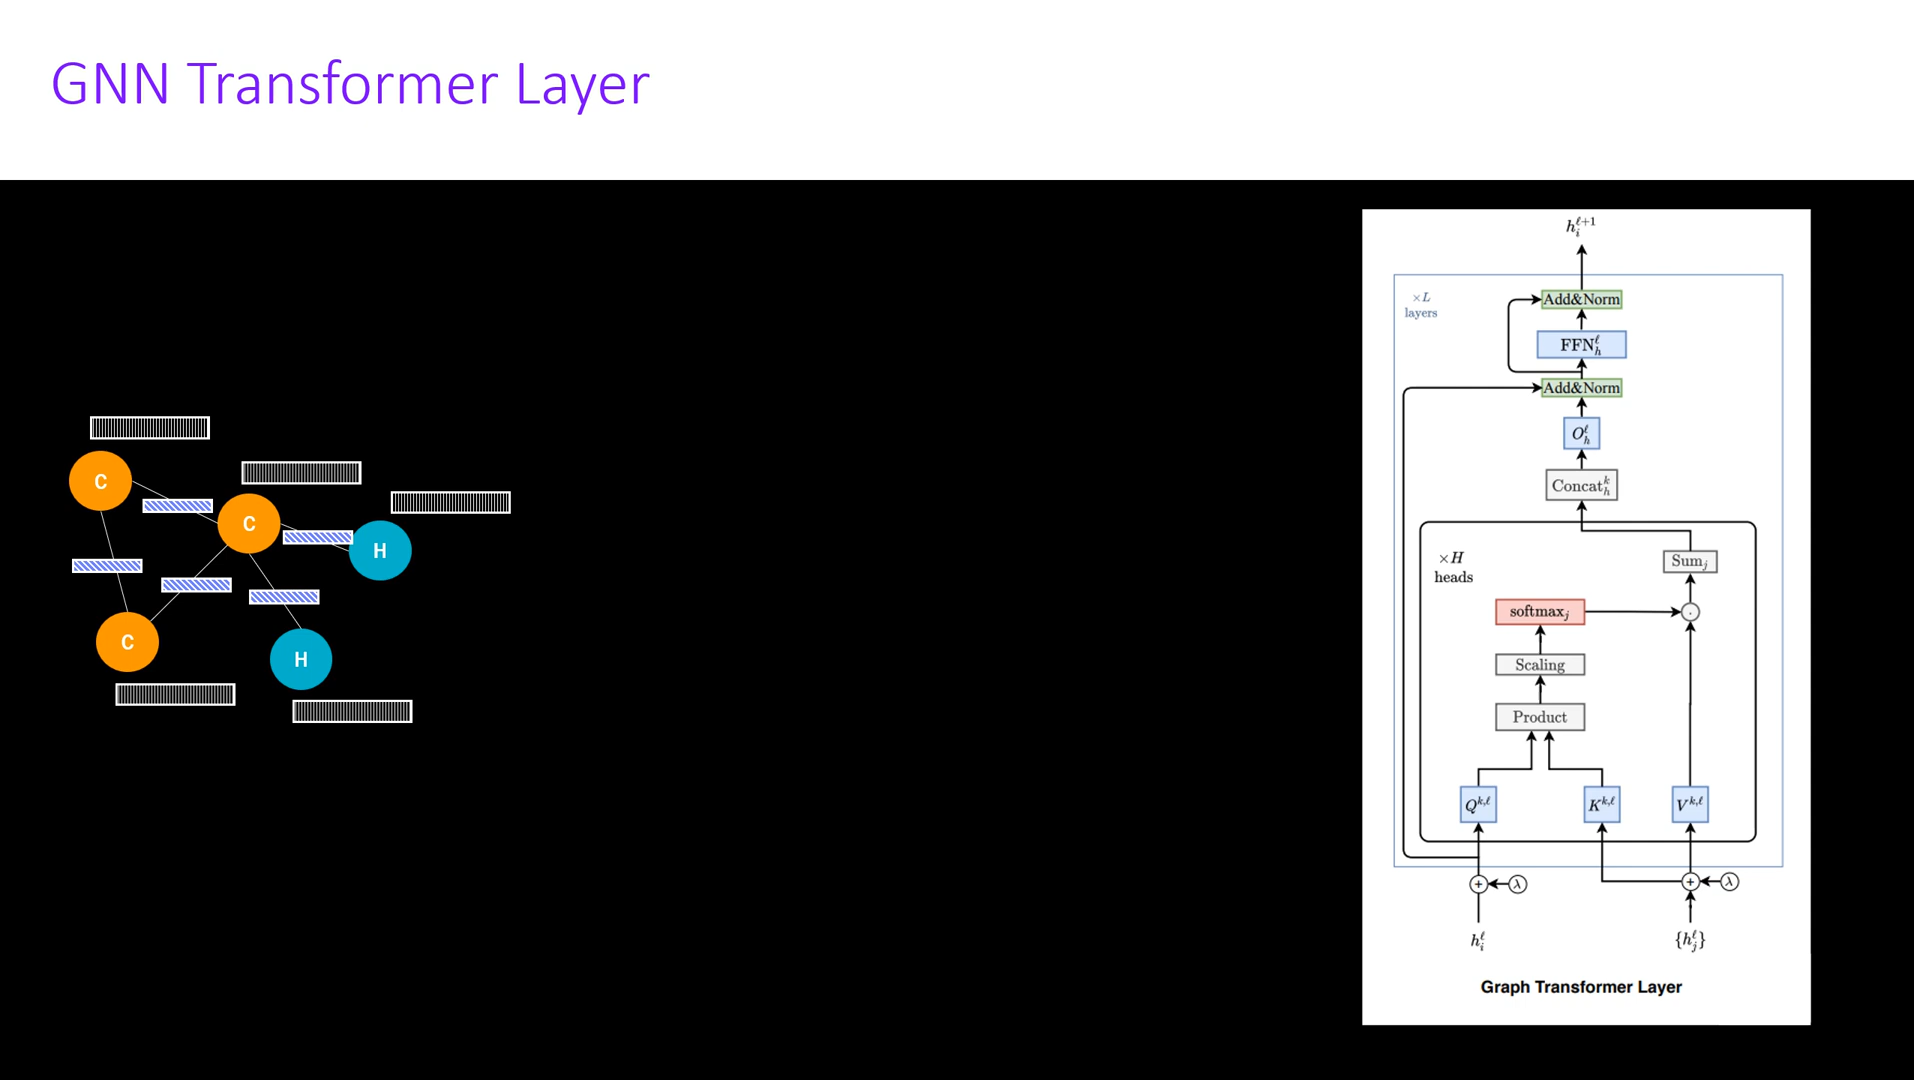 GNN Transformer Layer
C
C
H
C
H
h_i^{ℓ+1}
×L
layers
Add&Norm
FFN_h^ℓ
Add&Norm
O_h^ℓ
Concat_h^k
×H
heads
Sum_j
softmax_j
·
Scaling
Product
Q^{k,ℓ}
K^{k,ℓ}
V^{k,ℓ}
+ λ
+ λ
h_i^ℓ
{h_j^ℓ}
Graph Transformer Layer